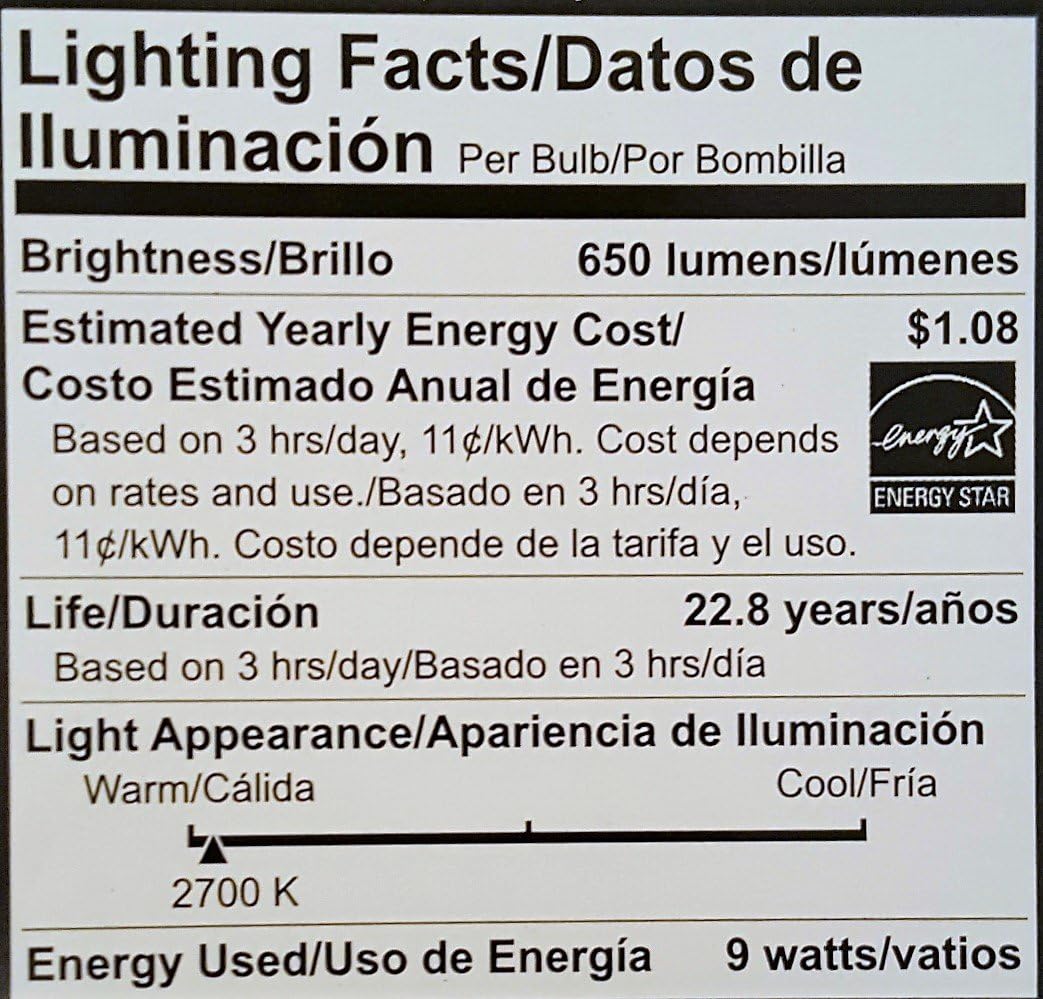 Lighting Facts/Datos de
Iluminación Per Bulb/Por Bombilla
Brightness/Brillo 650 lumens/lúmenes
Estimated Yearly Energy Cost/ $1.08
Costo Estimado Anual de Energía
Based on 3 hrs/day, 11¢/kWh. Cost depends
on rates and use./Basado en 3 hrs/día,
11¢/kWh. Costo depende de la tarifa y el uso.
energy
ENERGY STAR
Life/Duración 22.8 years/años
Based on 3 hrs/day/Basado en 3 hrs/día
Light Appearance/Apariencia de Iluminación
Warm/Cálida Cool/Fría
2700 K
Energy Used/Uso de Energía 9 watts/vatios